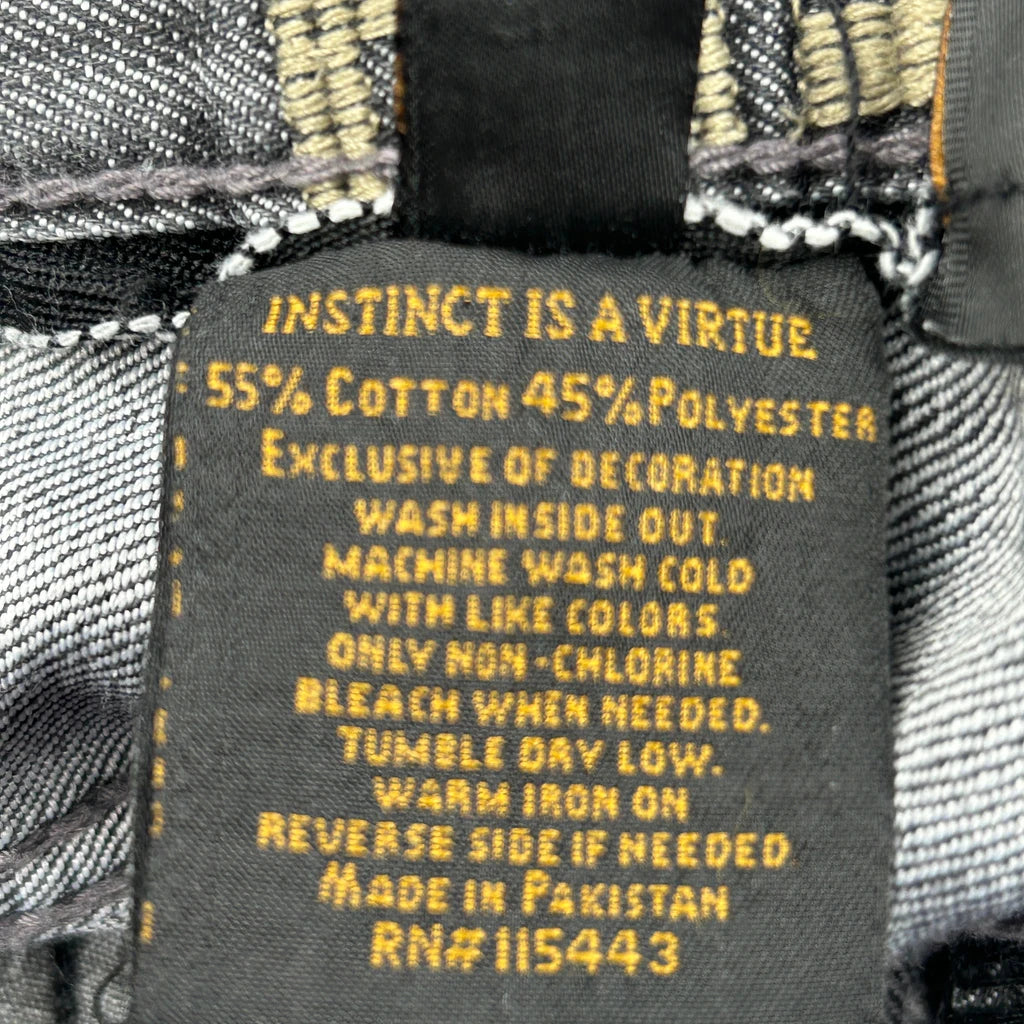 INSTINCT IS A VIRTUE
55% COTTON 45% POLYESTER
EXCLUSIVE OF DECORATION
WASH INSIDE OUT.
MACHINE WASH COLD
WITH LIKE COLORS.
ONLY NON-CHLORINE
BLEACH WHEN NEEDED.
TUMBLE DRY LOW.
WARM IRON ON
REVERSE SIDE IF NEEDED
MADE IN PAKISTAN
RN# 115443